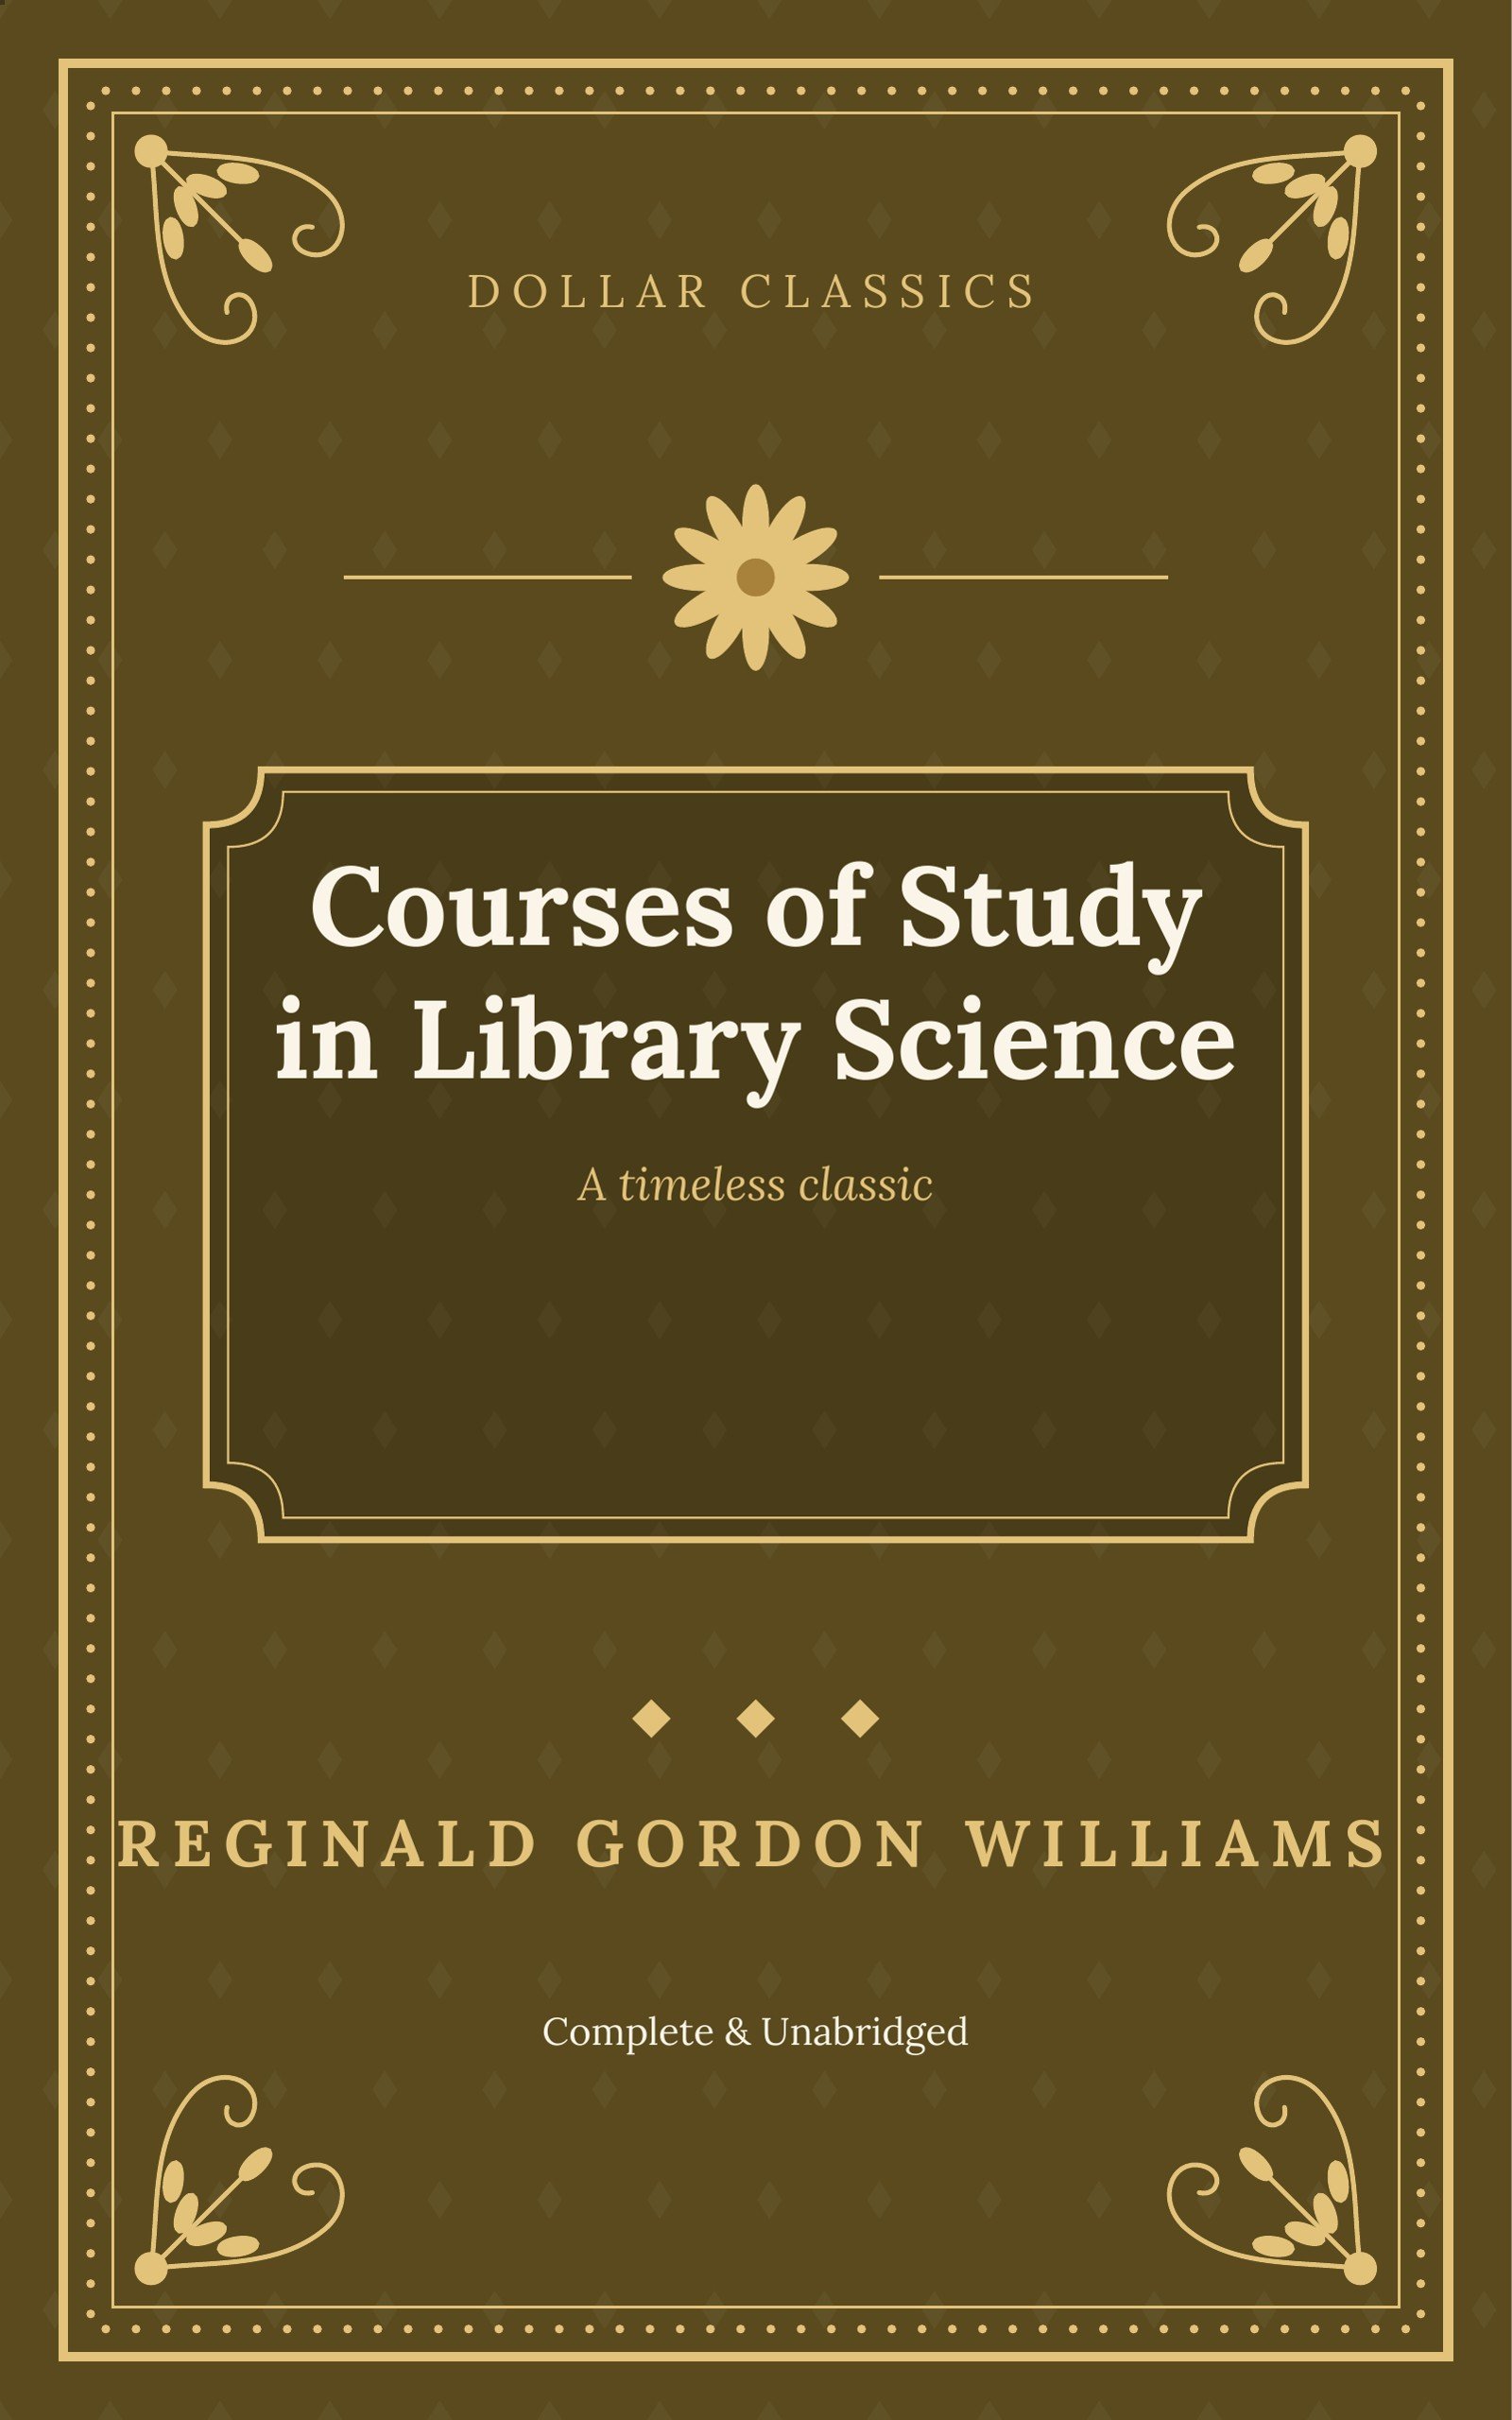 DOLLAR CLASSICS
Courses of Study
in Library Science
A timeless classic
REGINALD GORDON WILLIAMS
Complete & Unabridged